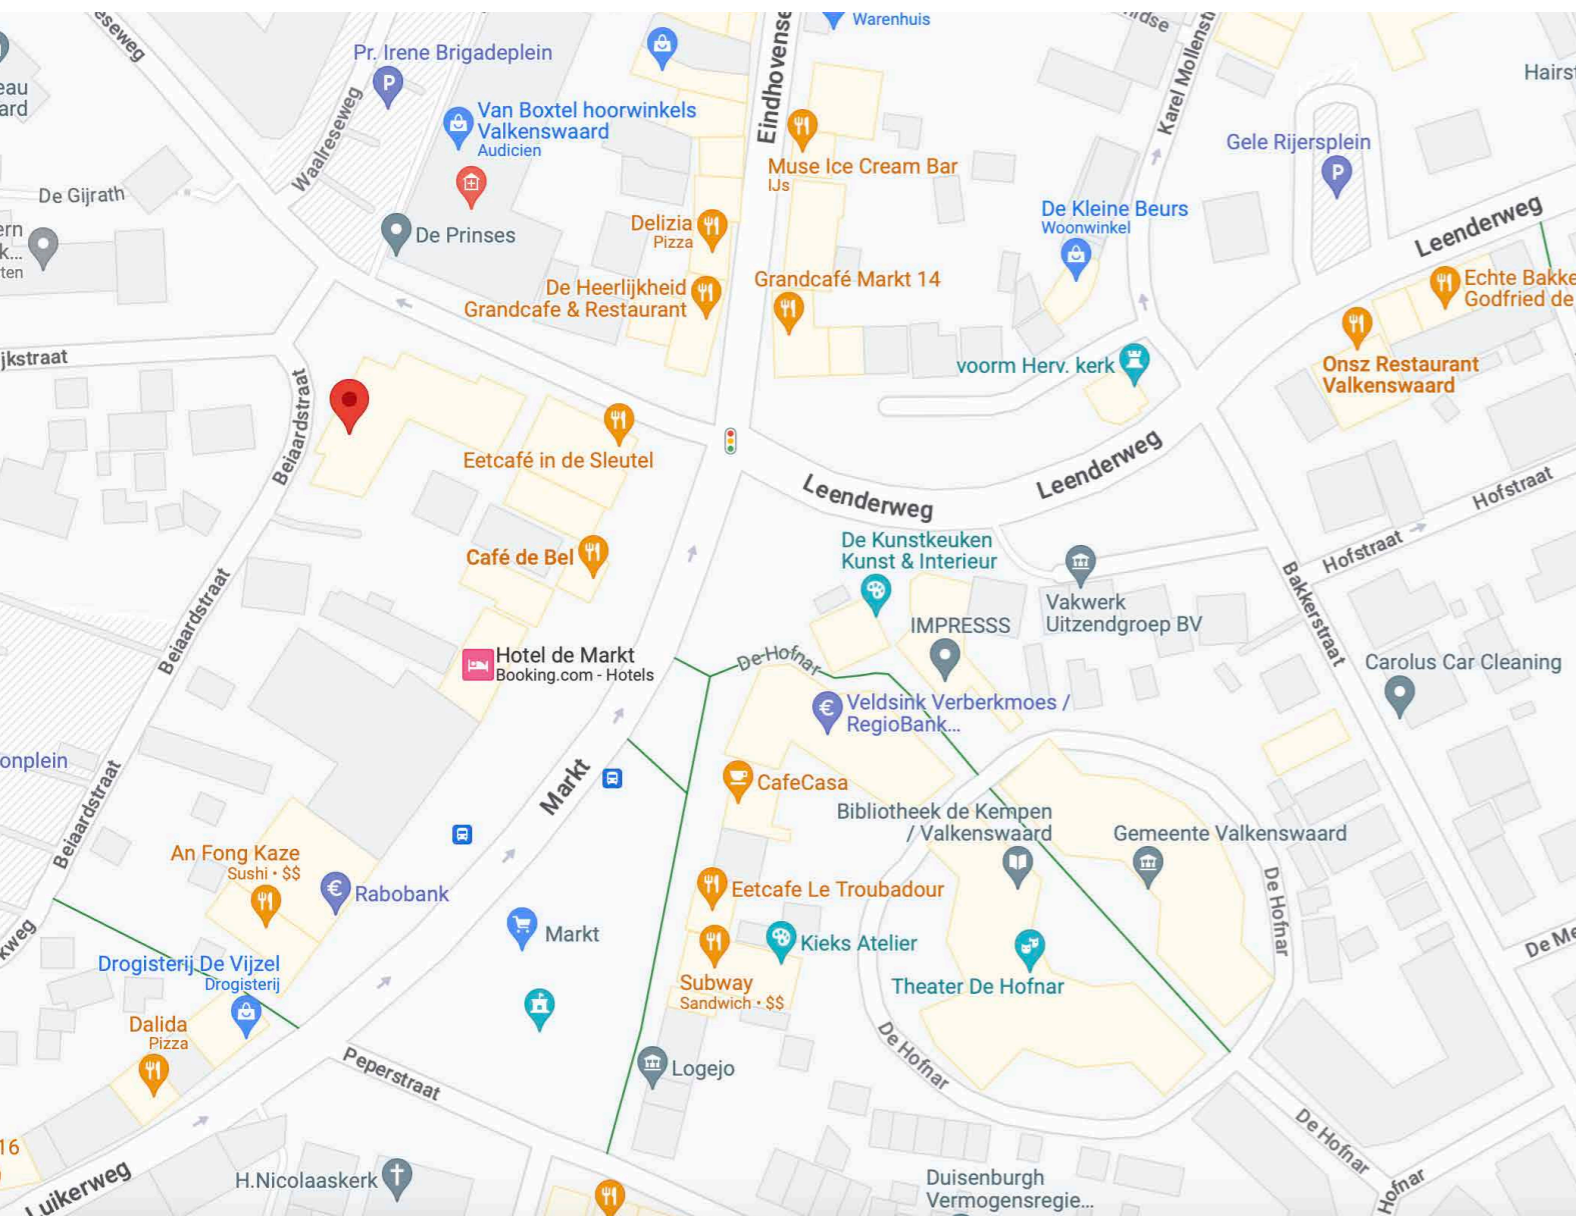 Warenhuis
Pr. Irene Brigadeplein
P
Van Boxtel hoorwinkels
Valkenswaard
Audicien
Waalreseweg
De Gijrath
De Prinses
Eindhovense
Muse Ice Cream Bar
IJs
Karel Mollenst
Gele Rijersplein
P
Hairst
De Kleine Beurs
Woonwinkel
Leenderweg
Delizia
Pizza
De Heerlijkheid
Grandcafe & Restaurant
Grandcafé Markt 14
Echte Bakke
Godfried de
voorm Herv. kerk
Onsz Restaurant
Valkenswaard
jkstraat
Beiaardstraat
Eetcafé in de Sleutel
Leenderweg
Leenderweg
Hofstraat
Hofstraat
De Kunstkeuken
Kunst & Interieur
Café de Bel
Vakwerk
Uitzendgroep BV
IMPRESSS
Bakkerstraat
Beiaardstraat
Hotel de Markt
Booking.com - Hotels
De Hofnar
Carolus Car Cleaning
€
Veldsink Verberkmoes /
RegioBank...
onplein
Beiaardstraat
Markt
CafeCasa
Bibliotheek de Kempen
/ Valkenswaard
Gemeente Valkenswaard
An Fong Kaze
Sushi • $$
€
Rabobank
Eetcafe Le Troubadour
De Hofnar
Markt
Kieks Atelier
kweg
Drogisterij De Vijzel
Drogisterij
Subway
Sandwich • $$
Theater De Hofnar
De Me
Dalida
Pizza
Peperstraat
Logejo
De Hofnar
De Hofnar
16
Luikerweg
H.Nicolaaskerk
Duisenburgh
Vermogensregie...
Hofnar